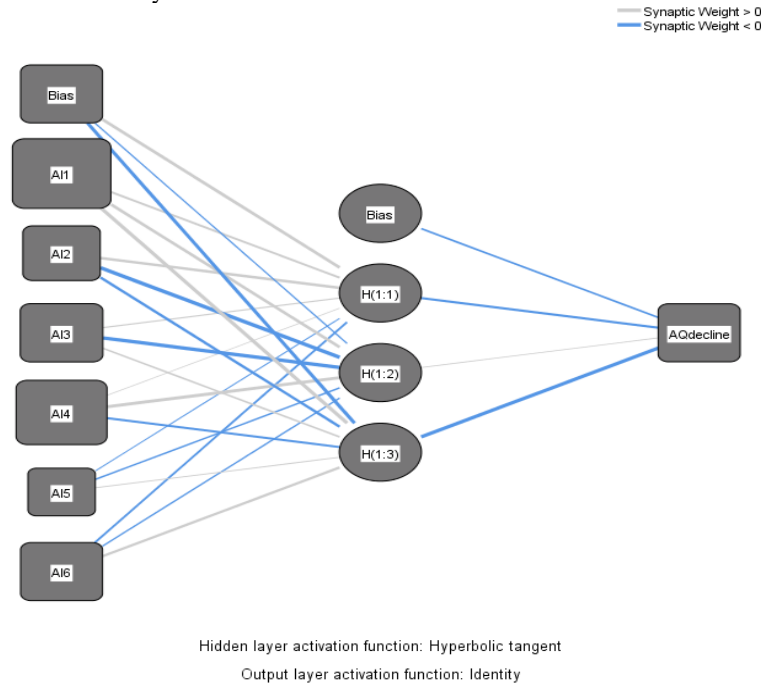 Synaptic Weight > 0
Synaptic Weight < 0
Bias
AI1
AI2
AI3
AI4
AI5
AI6
Bias
H(1:1)
H(1:2)
H(1:3)
AQdecline
Hidden layer activation function: Hyperbolic tangent
Output layer activation function: Identity